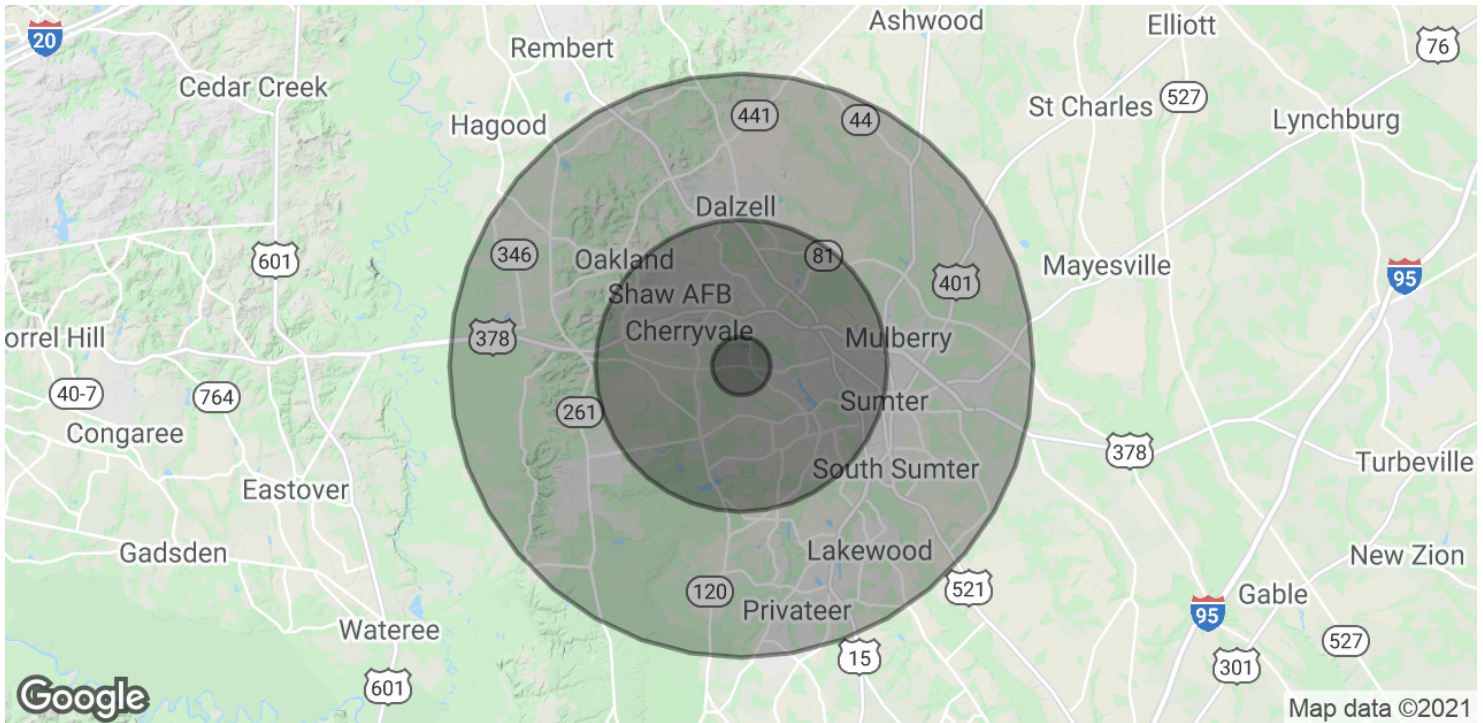 Ashwood
Elliott
20
76
Rembert
Cedar Creek
527
St Charles
441
44
Lynchburg
Hagood
Dalzell
346
Oakland
81
601
Mayesville
95
401
Shaw AFB
Cherryvale
378
Mulberry
orrel Hill
40-7
764
261
Sumter
Congaree
378
South Sumter
Turbeville
Eastover
Gadsden
Lakewood
New Zion
120
521
Gable
Privateer
95
Wateree
527
15
301
601
Google
Map data ©2021